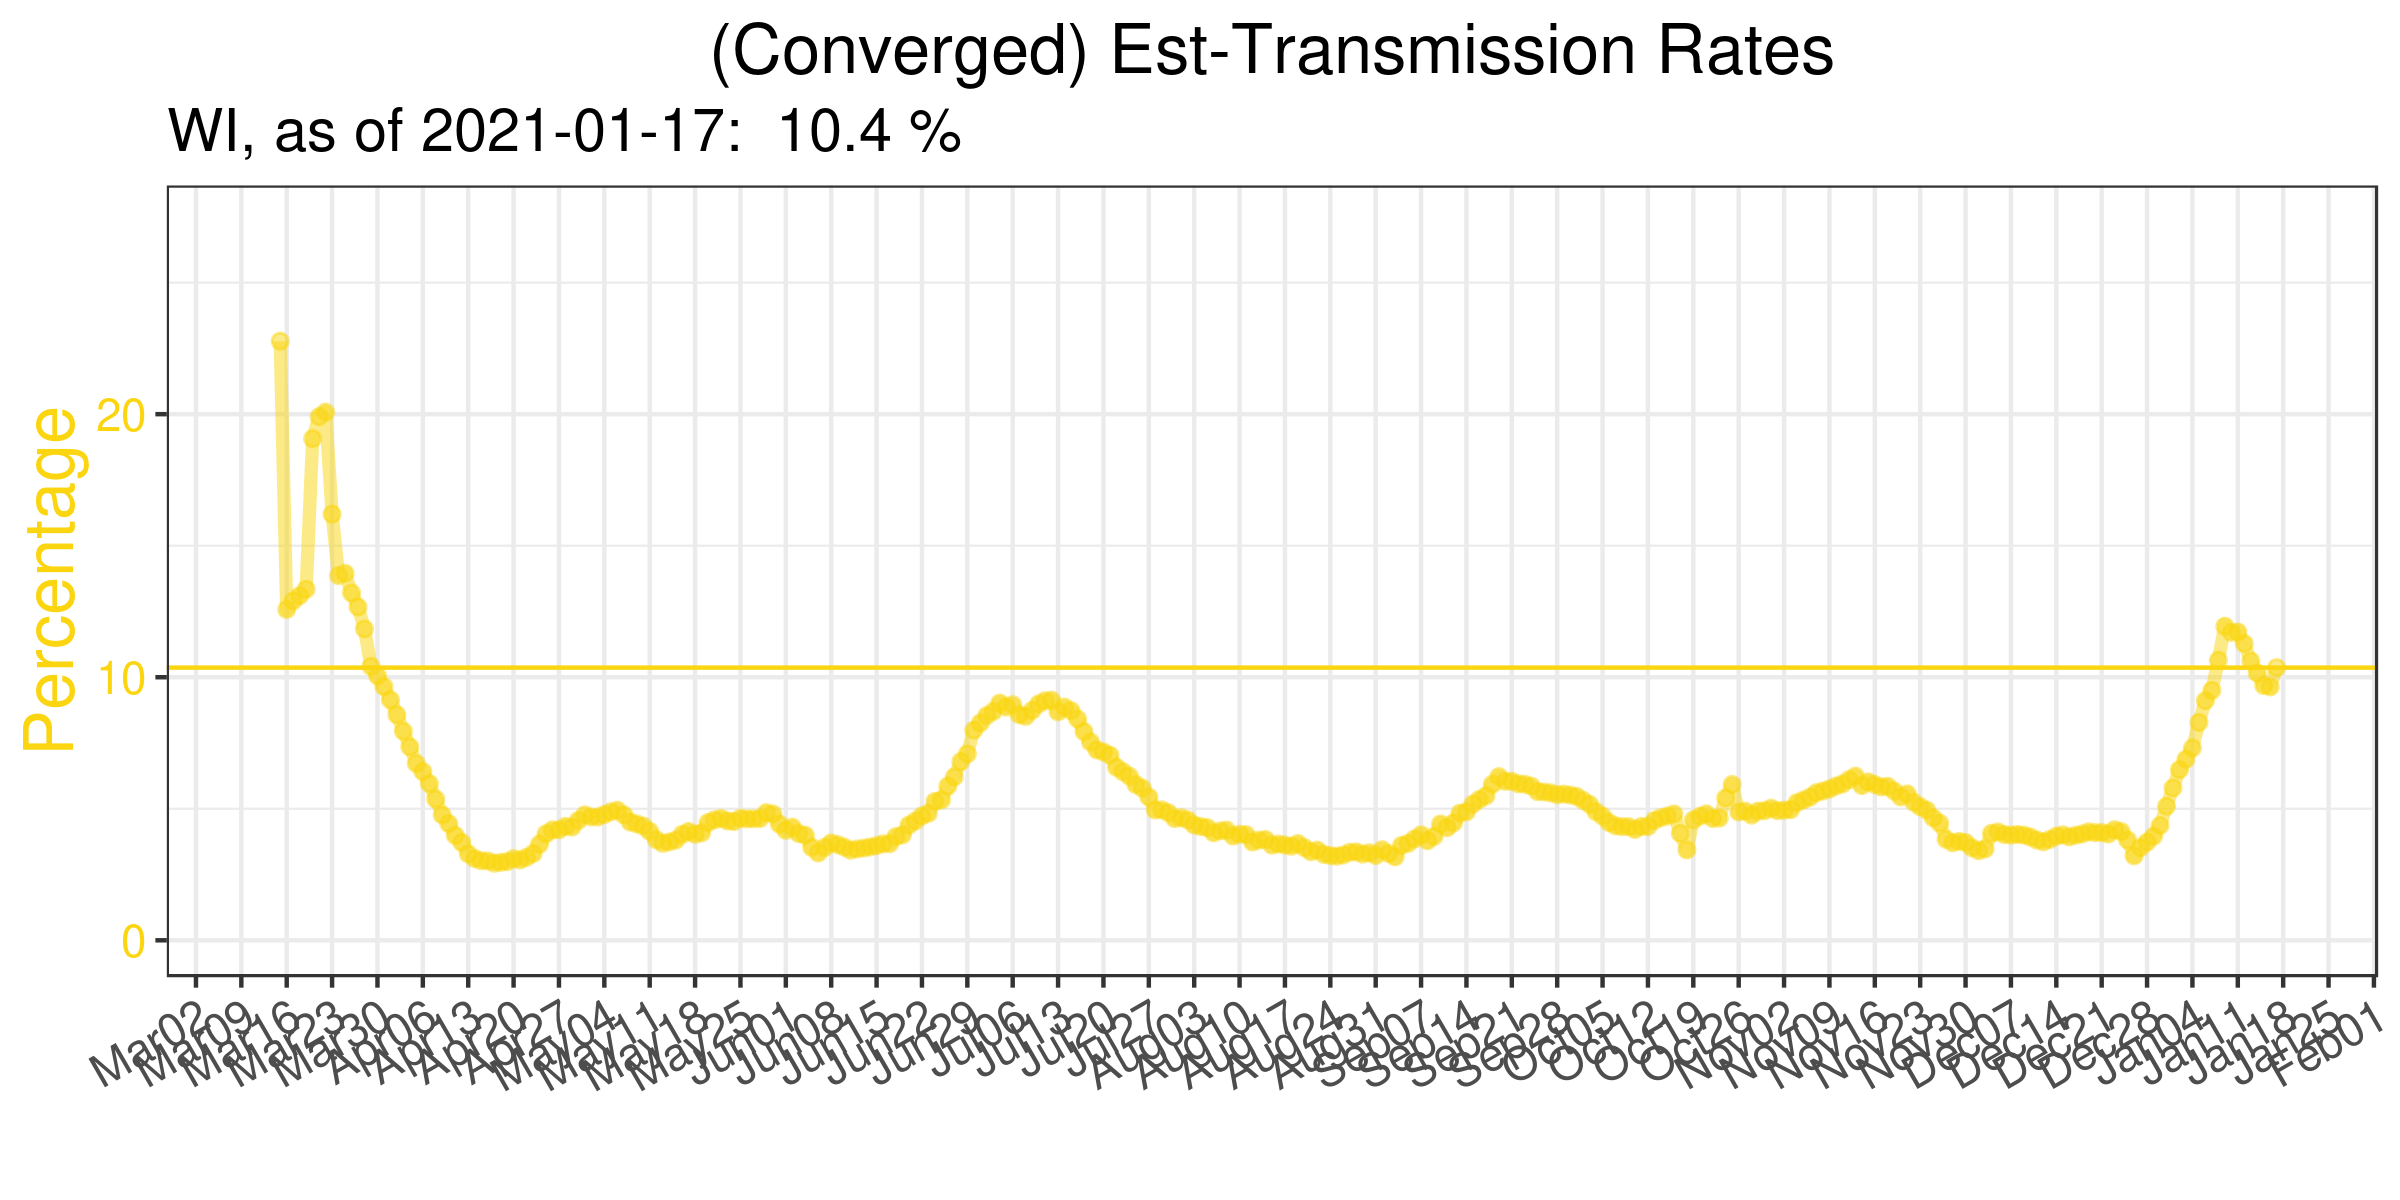 (Converged) Est-Transmission Rates
WI, as of 2021-01-17:  10.4 %
Percentage
20
10
0
Mar02
Mar09
Mar16
Mar23
Mar30
Apr06
Apr13
Apr20
Apr27
May04
May11
May18
May25
Jun01
Jun08
Jun15
Jun22
Jun29
Jul06
Jul13
Jul20
Jul27
Aug03
Aug10
Aug17
Aug24
Aug31
Sep07
Sep14
Sep21
Sep28
Oct05
Oct12
Oct19
Oct26
Nov02
Nov09
Nov16
Nov23
Nov30
Dec07
Dec14
Dec21
Dec28
Jan04
Jan11
Jan18
Jan25
Feb01